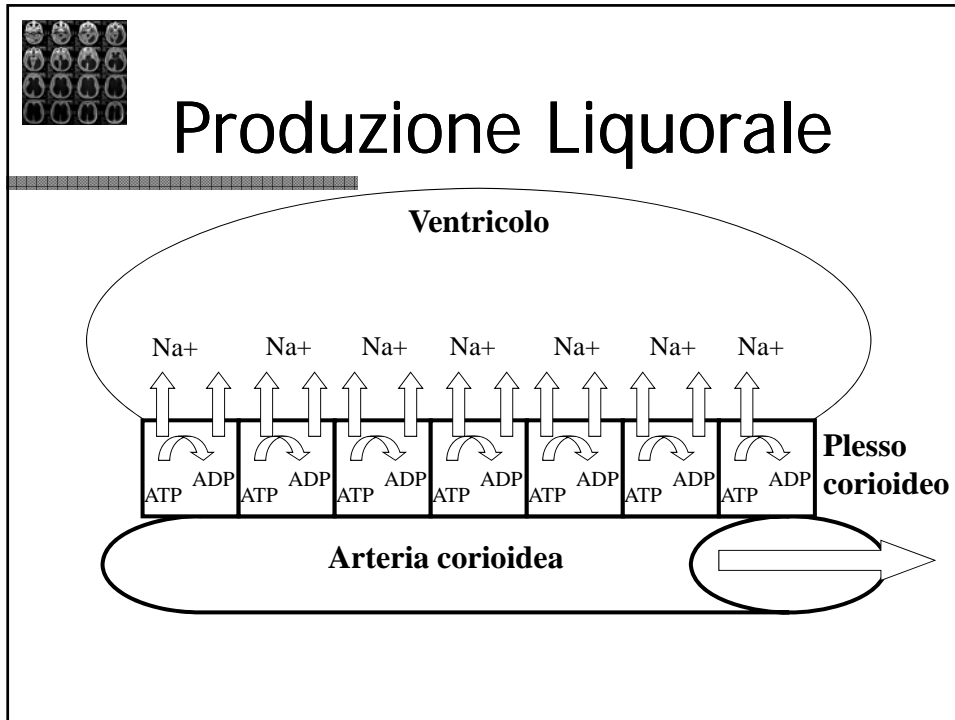 Produzione Liquorale
Ventricolo
Na+ Na+ Na+ Na+ Na+ Na+ Na+
ATP ADP ATP ADP ATP ADP ATP ADP ATP ADP ATP ADP ATP ADP
Plesso
corioideo
Arteria corioidea